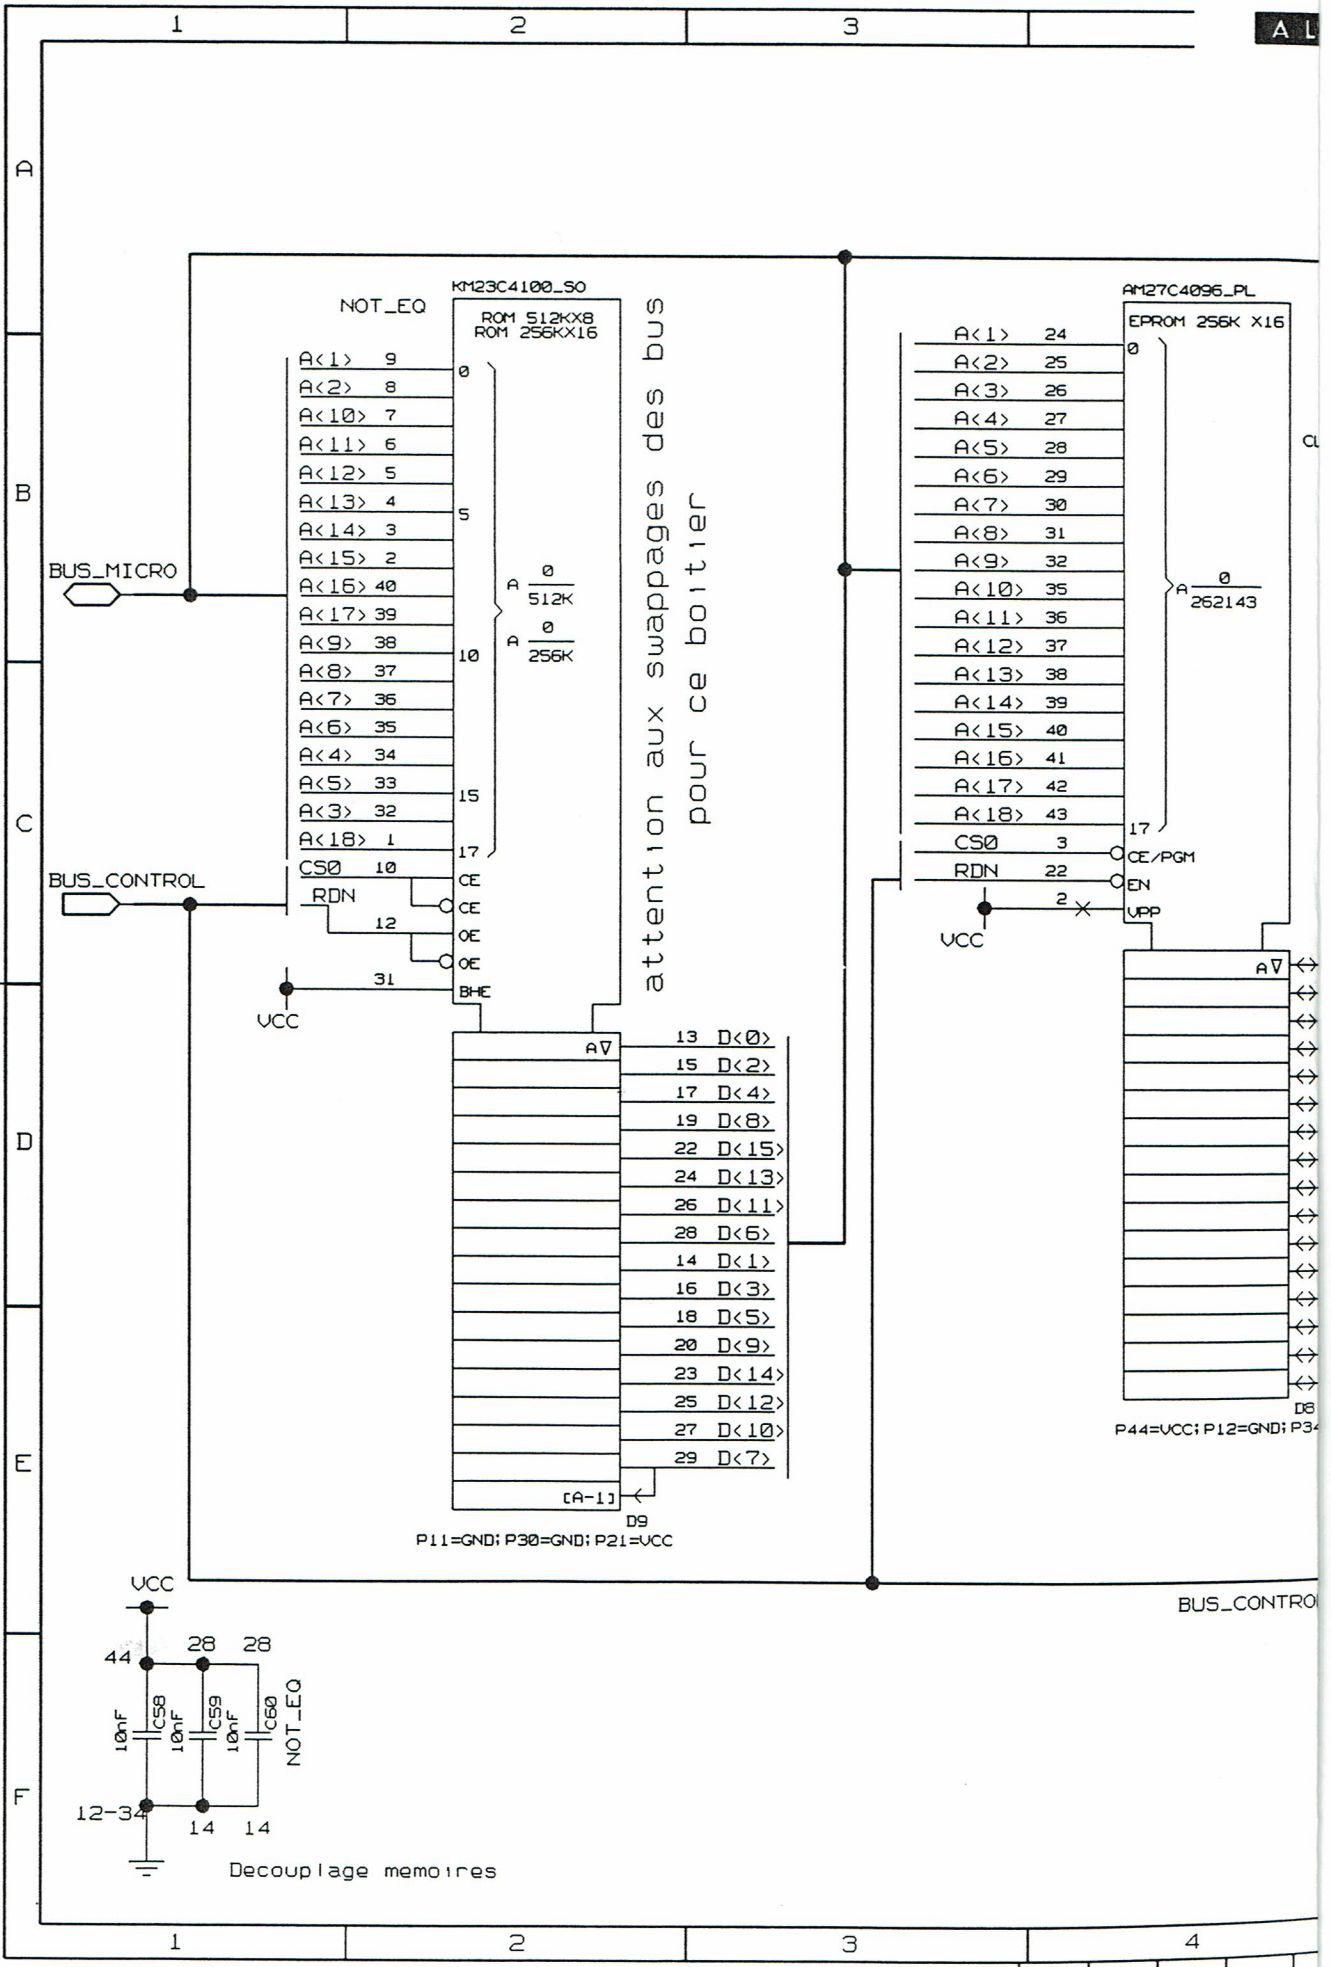 1 2 3
A L
A
B
C
D
E
F
KM23C4100_SO
NOT_EQ
ROM 512KX8
ROM 256KX16
A<1> 9
A<2> 8
A<10> 7
A<11> 6
A<12> 5
A<13> 4
A<14> 3
A<15> 2
A<16> 40
A<17> 39
A<9> 38
A<8> 37
A<7> 36
A<6> 35
A<4> 34
A<5> 33
A<3> 32
A<18> 1
CS0 10
RDN
12
31
VCC
0
5
10
15
17
CE
CE
OE
OE
BHE
A 0
512K
A 0
256K
attention aux swappages des bus
pour ce boitier
BUS_MICRO
BUS_CONTROL
A▽
13 D<0>
15 D<2>
17 D<4>
19 D<8>
22 D<15>
24 D<13>
26 D<11>
28 D<6>
14 D<1>
16 D<3>
18 D<5>
20 D<9>
23 D<14>
25 D<12>
27 D<10>
29 D<7>
[A-1]
D9
P11=GND;P30=GND;P21=VCC
AM27C4096_PL
EPROM 256K X16
A<1> 24
A<2> 25
A<3> 26
A<4> 27
A<5> 28
A<6> 29
A<7> 30
A<8> 31
A<9> 32
A<10> 35
A<11> 36
A<12> 37
A<13> 38
A<14> 39
A<15> 40
A<16> 41
A<17> 42
A<18> 43
CS0 3
RDN 22
2
VCC
0
17
CE/PGM
EN
VPP
A 0
262143
CL
A▽
D8
P44=VCC;P12=GND;P34
BUS_CONTRO
VCC
44 28 28
10nF C58
10nF C59
10nF C60
NOT_EQ
12-34 14 14
Decouplage memoires
1 2 3 4